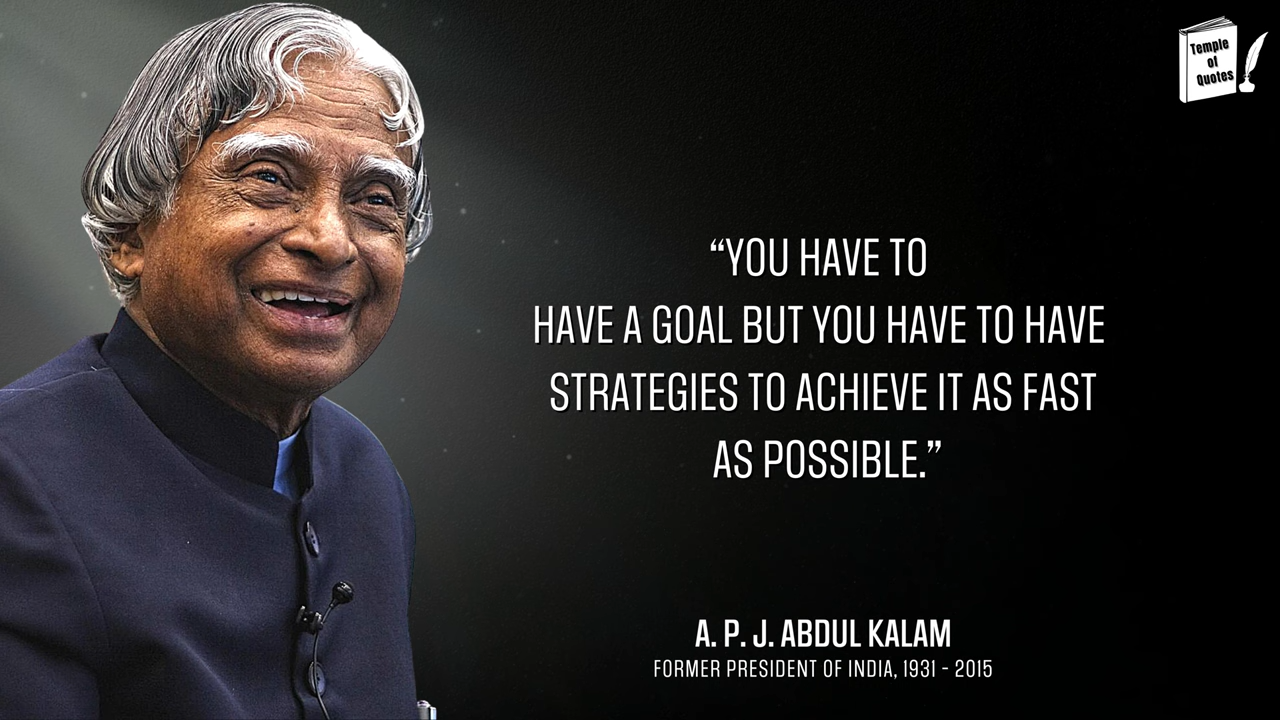 Temple
of
Quotes
“YOU HAVE TO
HAVE A GOAL BUT YOU HAVE TO HAVE
STRATEGIES TO ACHIEVE IT AS FAST
AS POSSIBLE.”
A. P. J. ABDUL KALAM
FORMER PRESIDENT OF INDIA, 1931 - 2015